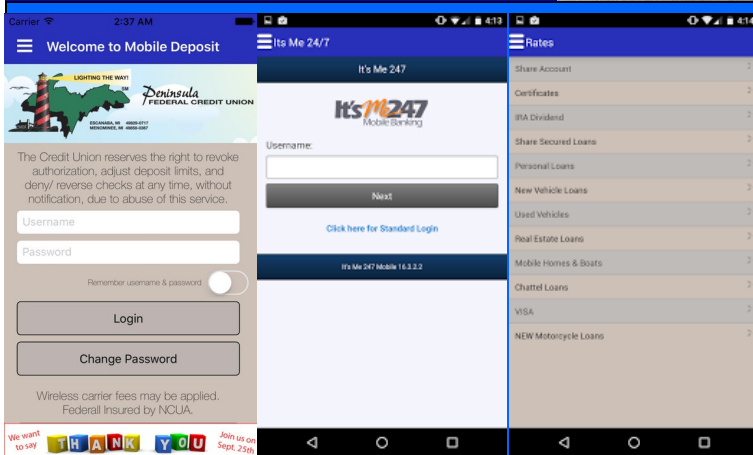 Carrier 2:37 AM
Welcome to Mobile Deposit
LIGHTING THE WAY!
SM
Peninsula
FEDERAL CREDIT UNION
ESCANABA, MI
MENOMINEE, MI
The Credit Union reserves the right to revoke
authorization, adjust deposit limits, and
deny/ reverse checks at any time, without
notification, due to abuse of this service.
Username
Password
Remember username & password
Login
Change Password
Wireless carrier fees may be applied.
Federall Insured by NCUA.
We want
to say
THANK YOU
Join us on
Sept. 25th
4:13
Its Me 24/7
It's Me 247
It's Me 247
Mobile Banking
Username:
Next
Click here for Standard Login
It's Me 247 Mobile 16.3.2.2
4:14
Rates
Share Account
Certificates
IRA Dividend
Share Secured Loans
Personal Loans
New Vehicle Loans
Used Vehicles
Real Estate Loans
Mobile Homes & Boats
Chattel Loans
VISA
NEW Motorcycle Loans